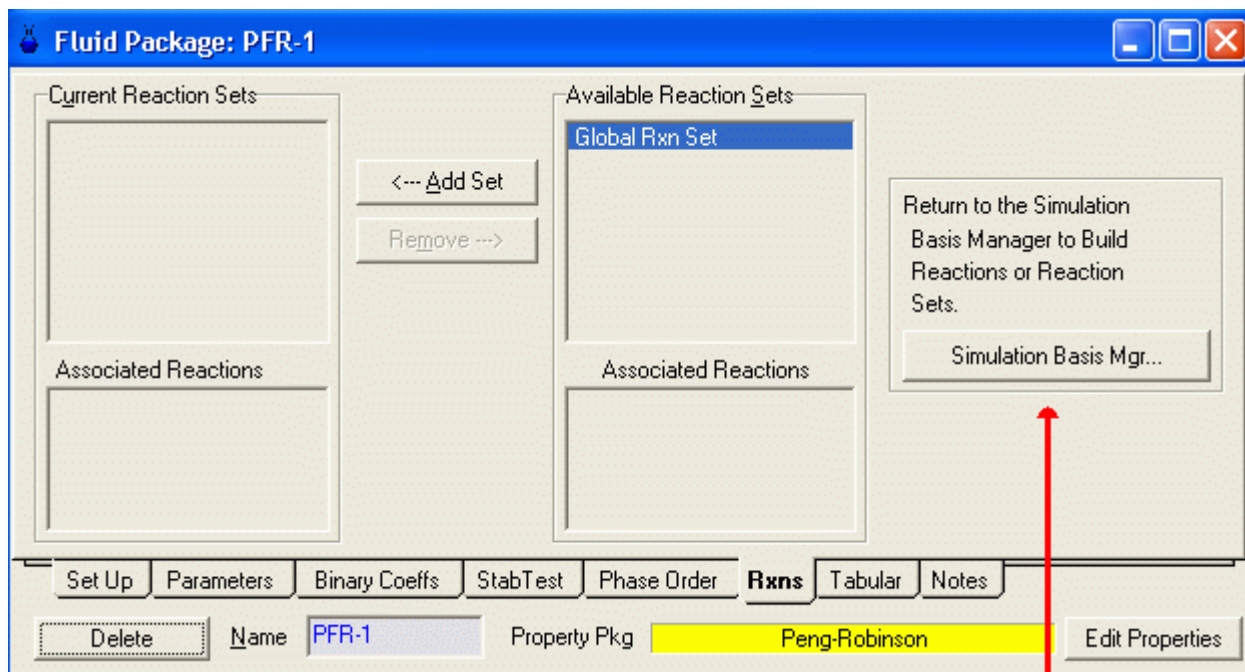 Fluid Package: PFR-1
Current Reaction Sets
Available Reaction Sets
Global Rxn Set
<--- Add Set
Remove --->
Return to the Simulation
Basis Manager to Build
Reactions or Reaction
Sets.
Simulation Basis Mgr...
Associated Reactions
Associated Reactions
Set Up
Parameters
Binary Coeffs
StabTest
Phase Order
Rxns
Tabular
Notes
Delete
Name
PFR-1
Property Pkg
Peng-Robinson
Edit Properties